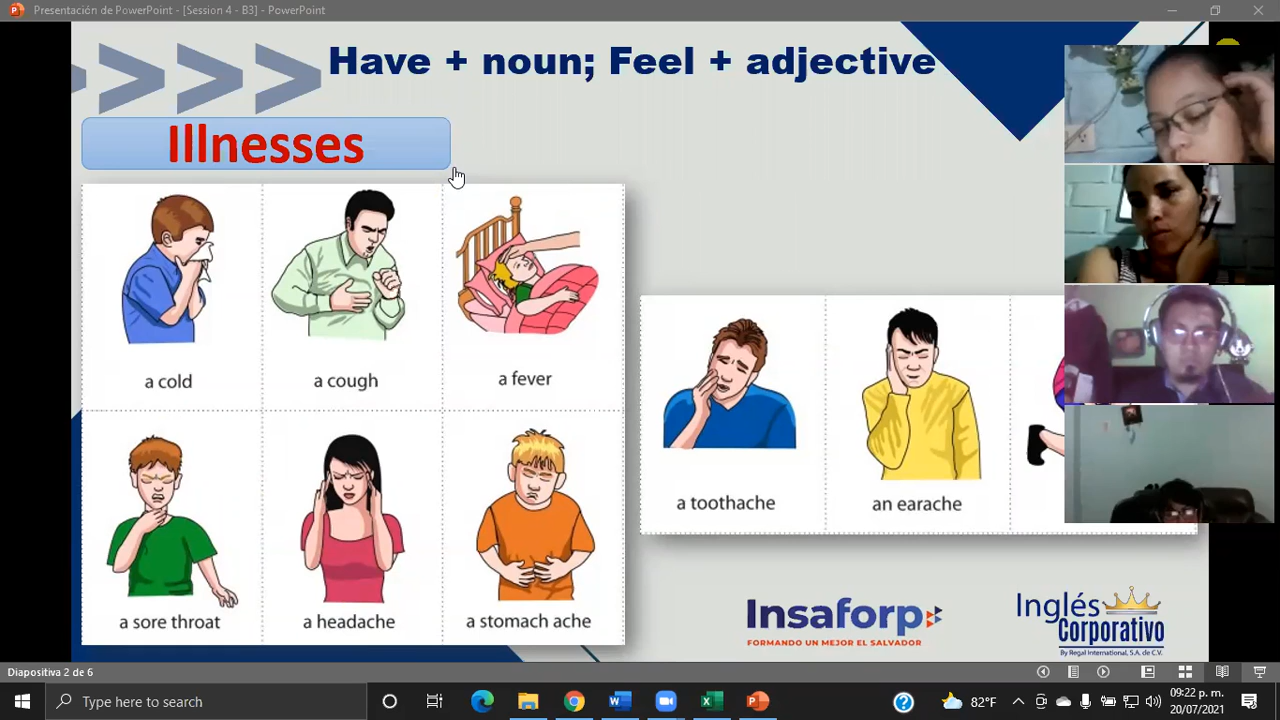 Presentación de PowerPoint - [Session 4 - B3] - PowerPoint
Have + noun; Feel + adjective
Illnesses
a cold
a cough
a fever
a sore throat
a headache
a stomach ache
a toothache
an earache
Insaforp
FORMANDO UN MEJOR EL SALVADOR
Inglés
Corporativo
By Regal International, S.A. de C.V.
Diapositiva 2 de 6
Type here to search
82°F
09:22 p. m.
20/07/2021